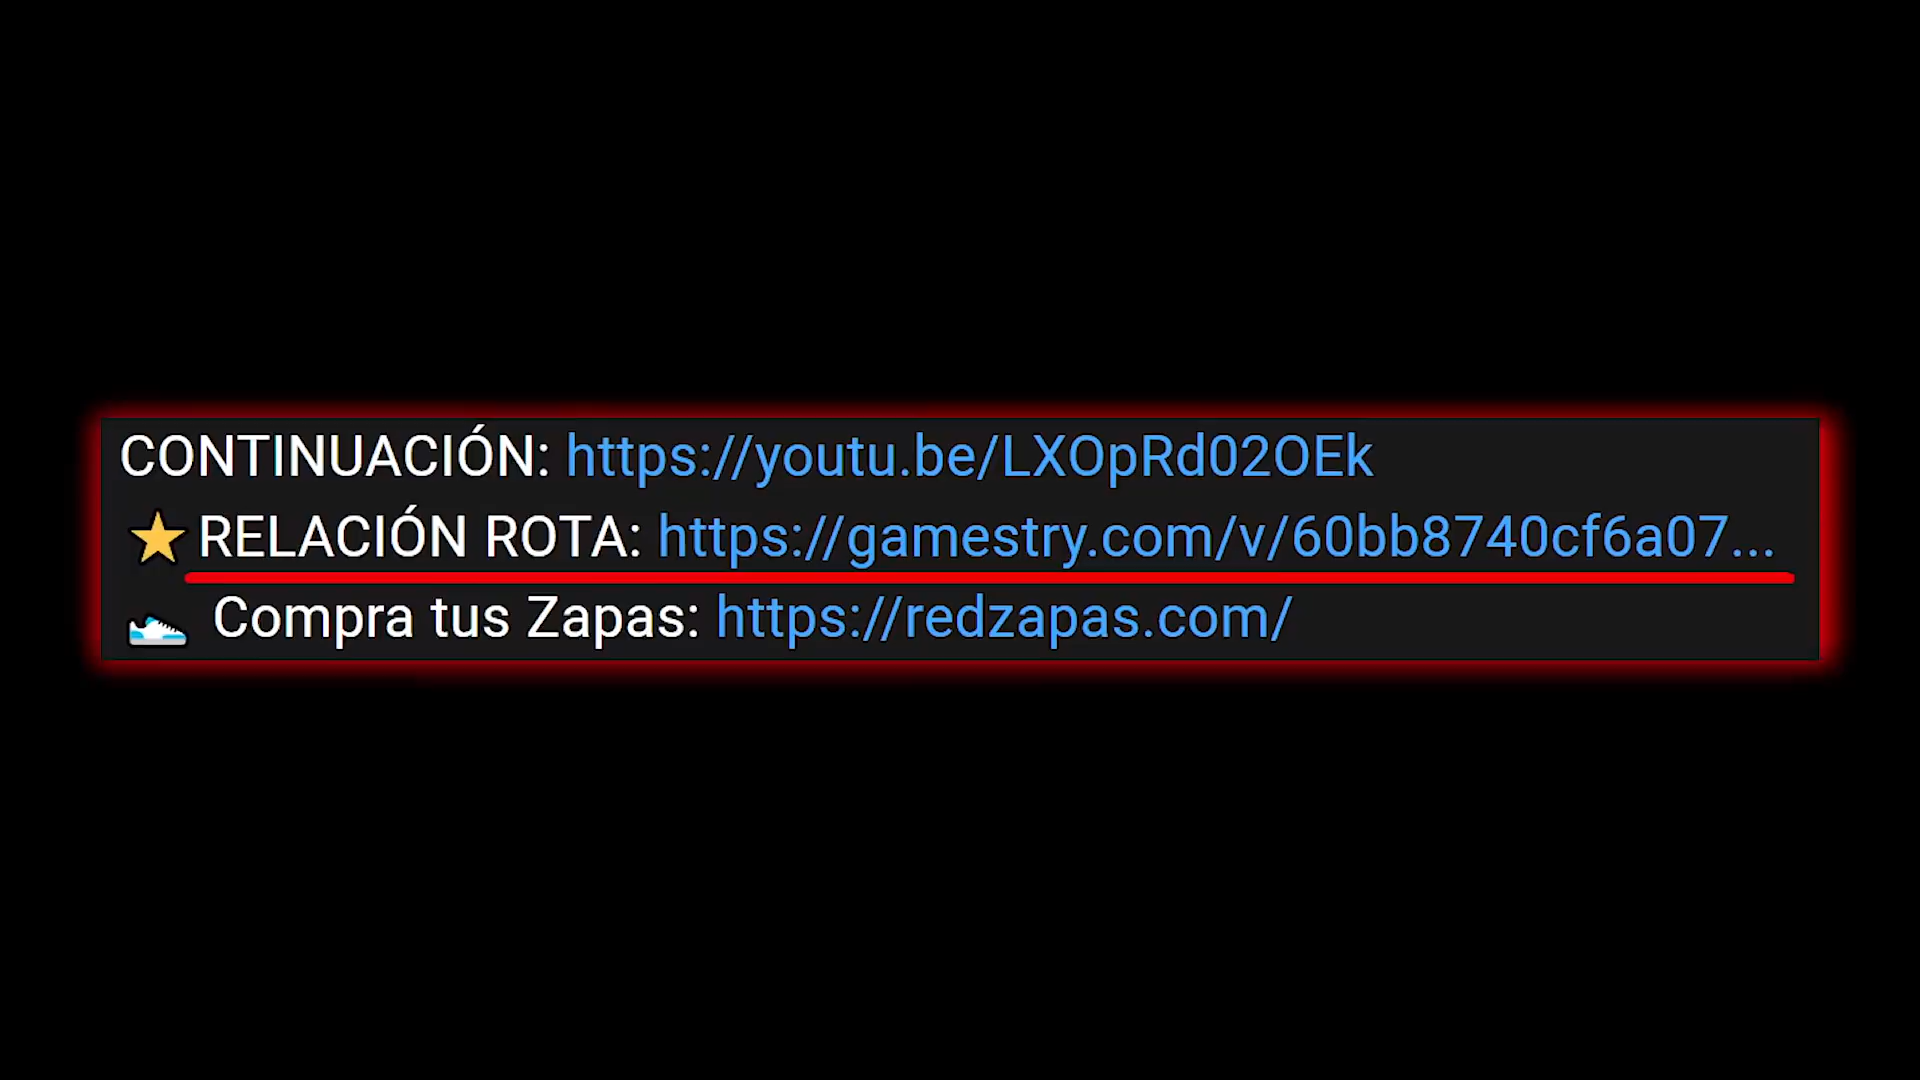 CONTINUACIÓN: https://youtu.be/LXOpRd02OEk
⭐RELACIÓN ROTA: https://gamestry.com/v/60bb8740cf6a07...
👟 Compra tus Zapas: https://redzapas.com/